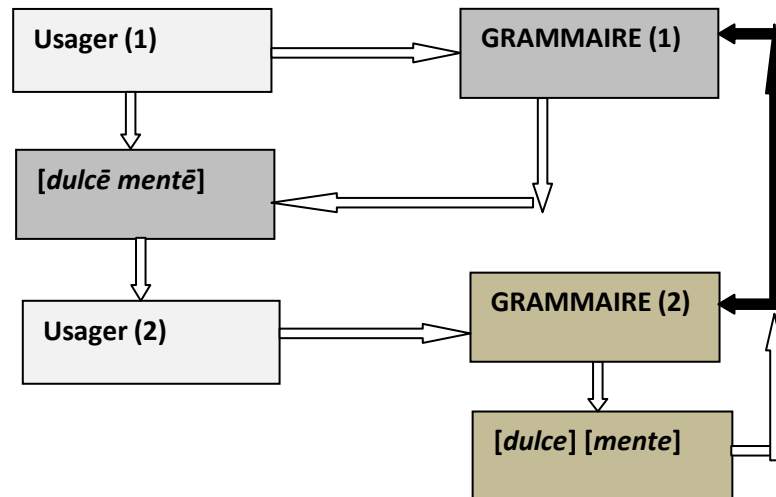 Usager (1)
GRAMMAIRE (1)
[dulcē mentē]
GRAMMAIRE (2)
Usager (2)
[dulce] [mente]